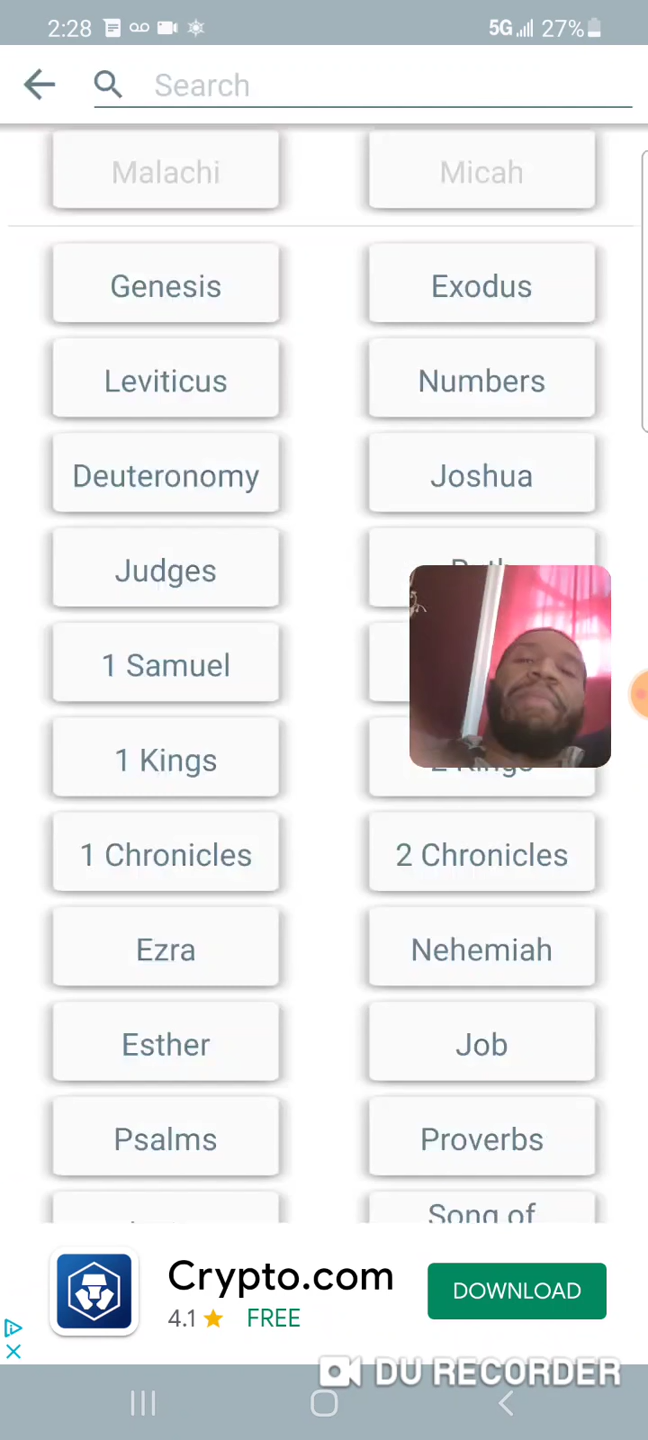 2:28 5G 27%
Search
Malachi Micah
Genesis Exodus
Leviticus Numbers
Deuteronomy Joshua
Judges
1 Samuel
1 Kings 2 Kings
1 Chronicles 2 Chronicles
Ezra Nehemiah
Esther Job
Psalms Proverbs
Song of
Crypto.com
4.1 FREE
DOWNLOAD
DU RECORDER